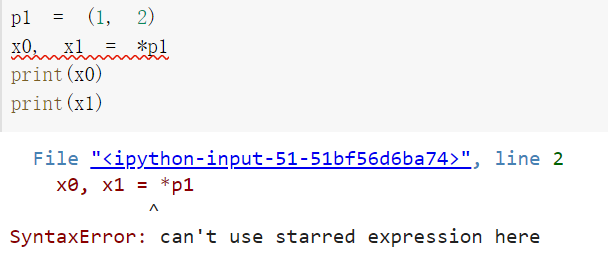 p1 = (1, 2)
x0, x1 = *p1
print(x0)
print(x1)
File "<ipython-input-51-51bf56d6ba74>", line 2
x0, x1 = *p1
^
SyntaxError: can't use starred expression here